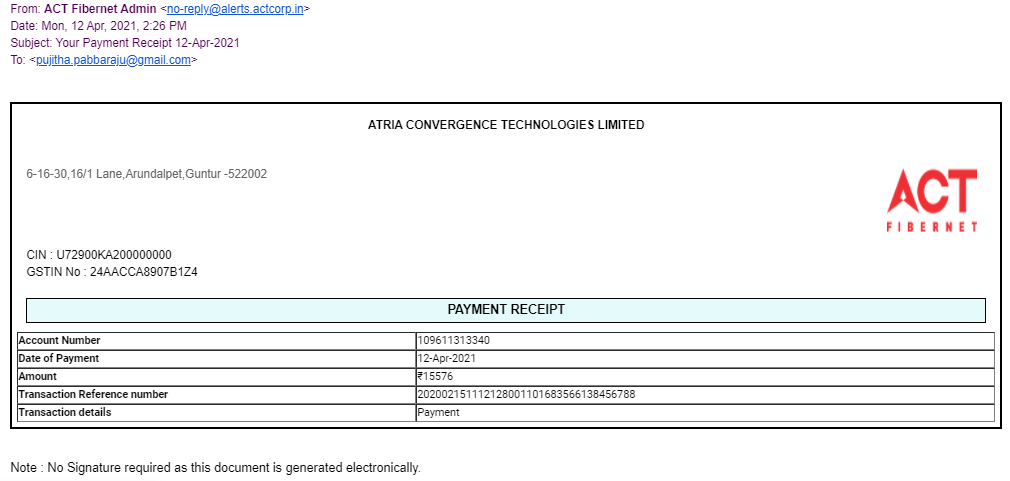 From: ACT Fibernet Admin <no-reply@alerts.actcorp.in>
Date: Mon, 12 Apr, 2021, 2:26 PM
Subject: Your Payment Receipt 12-Apr-2021
To: <pujitha.pabbaraju@gmail.com>
ATRIA CONVERGENCE TECHNOLOGIES LIMITED
6-16-30,16/1 Lane,Arundalpet,Guntur -522002
ACT
FIBERNET
CIN : U72900KA200000000
GSTIN No : 24AACCA8907B1Z4
PAYMENT RECEIPT
Account Number 109611313340
Date of Payment 12-Apr-2021
Amount ₹15576
Transaction Reference number 20200215111212800110168356613845​6788
Transaction details Payment
Note : No Signature required as this document is generated electronically.